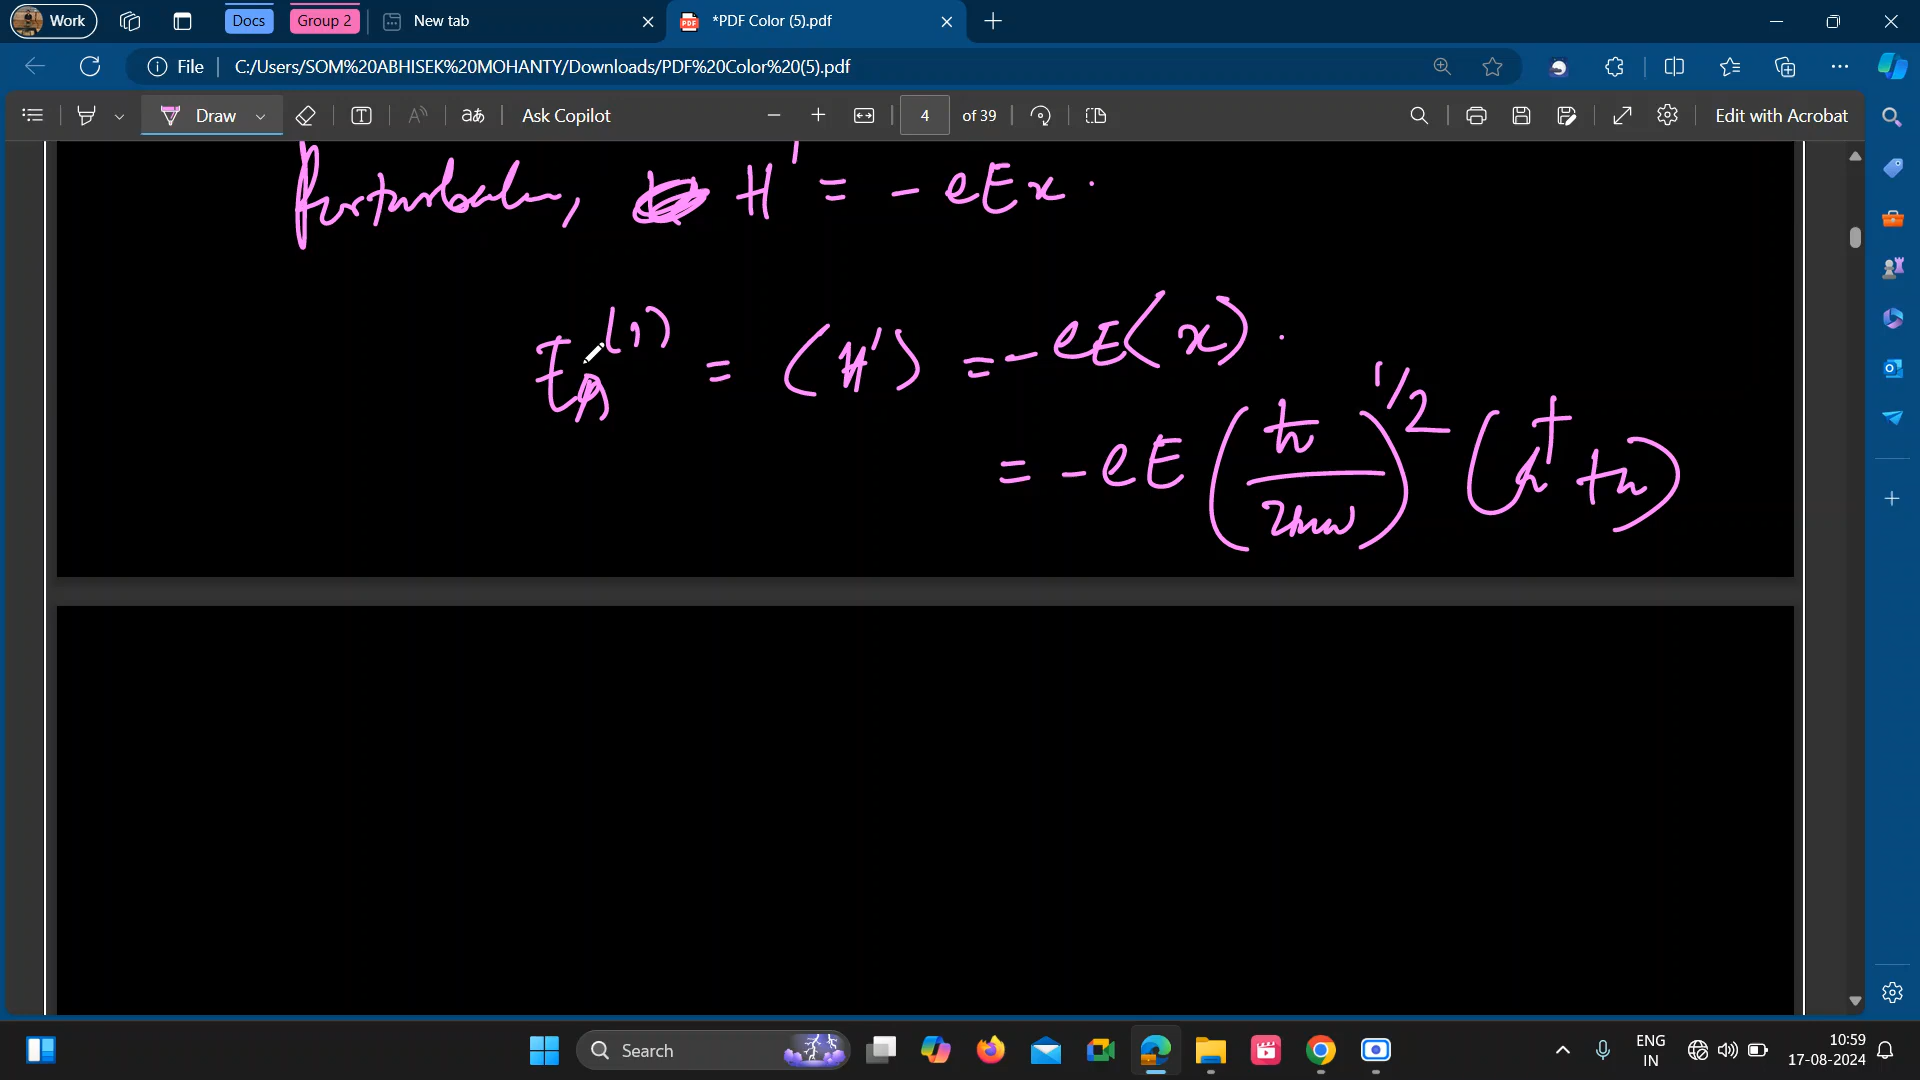 Work Docs Group 2 New tab *PDF Color (5).pdf
File C:/Users/SOM%20ABHISEK%20MOHANTY/Downloads/PDF%20Color%20(5).pdf
Draw aあ Ask Copilot 4 of 39 Edit with Acrobat
H' = - eEx.
E^(1) = (H') = - eE(x).
= - eE (ħ/2mω)^1/2
Search ENG 10:59
IN 17-08-2024